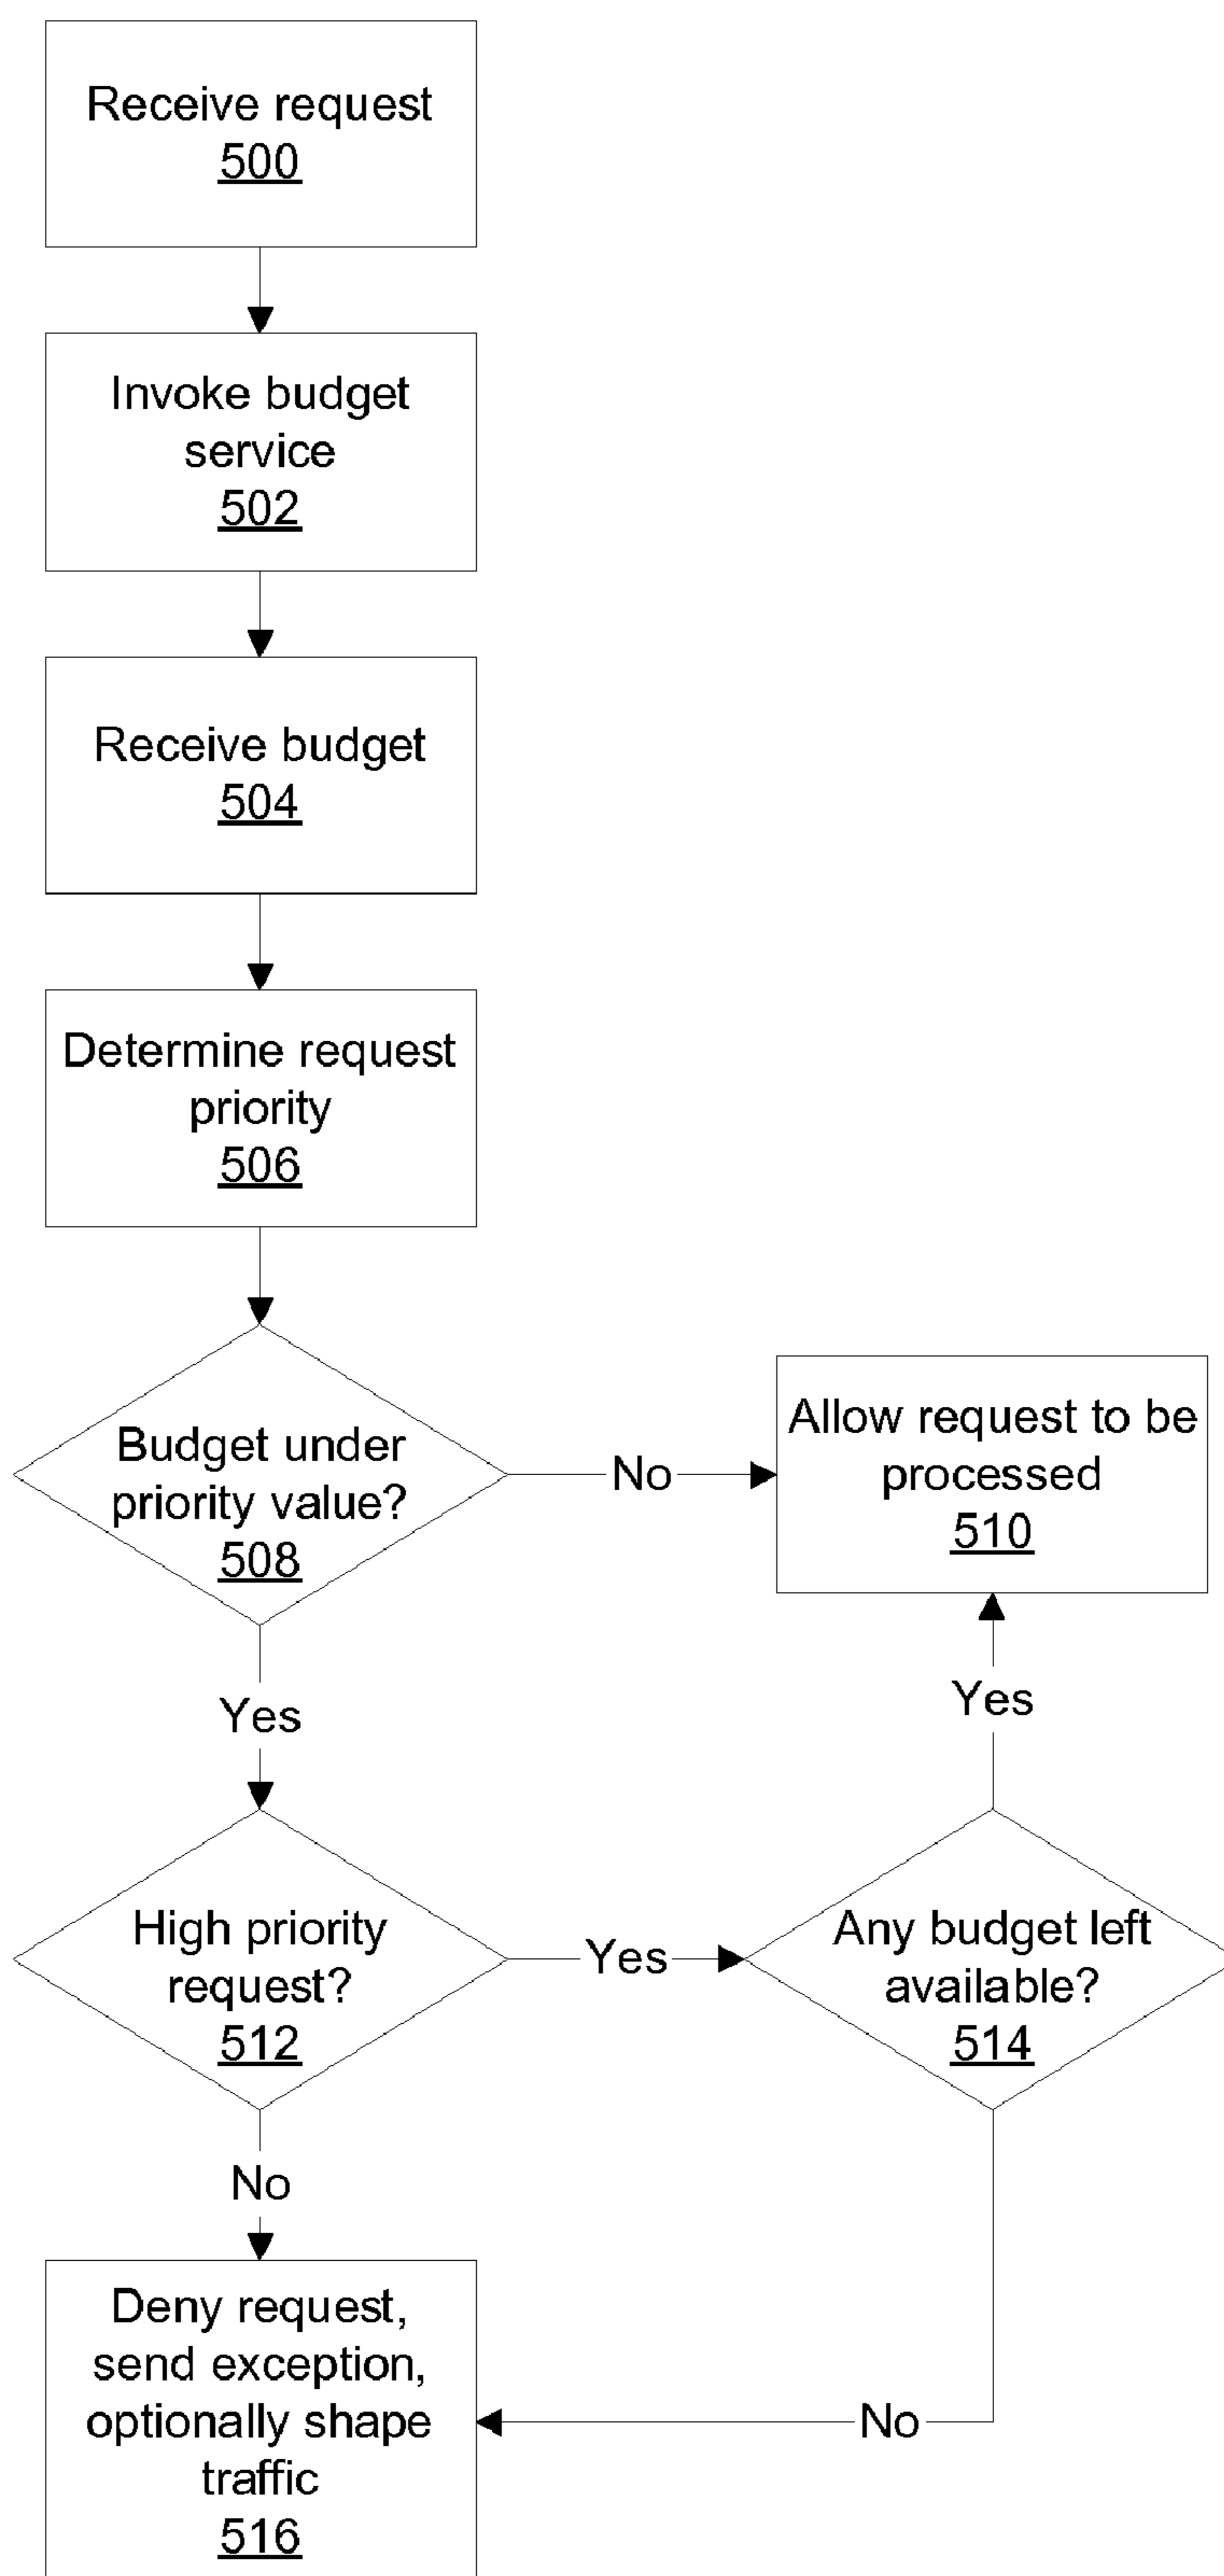 Receive request
500
Invoke budget
service
502
Receive budget
504
Determine request
priority
506
Budget under
priority value?
508
No
Allow request to be
processed
510
Yes
Yes
High priority
request?
512
Yes
Any budget left
available?
514
No
Deny request,
send exception,
optionally shape
traffic
516
No